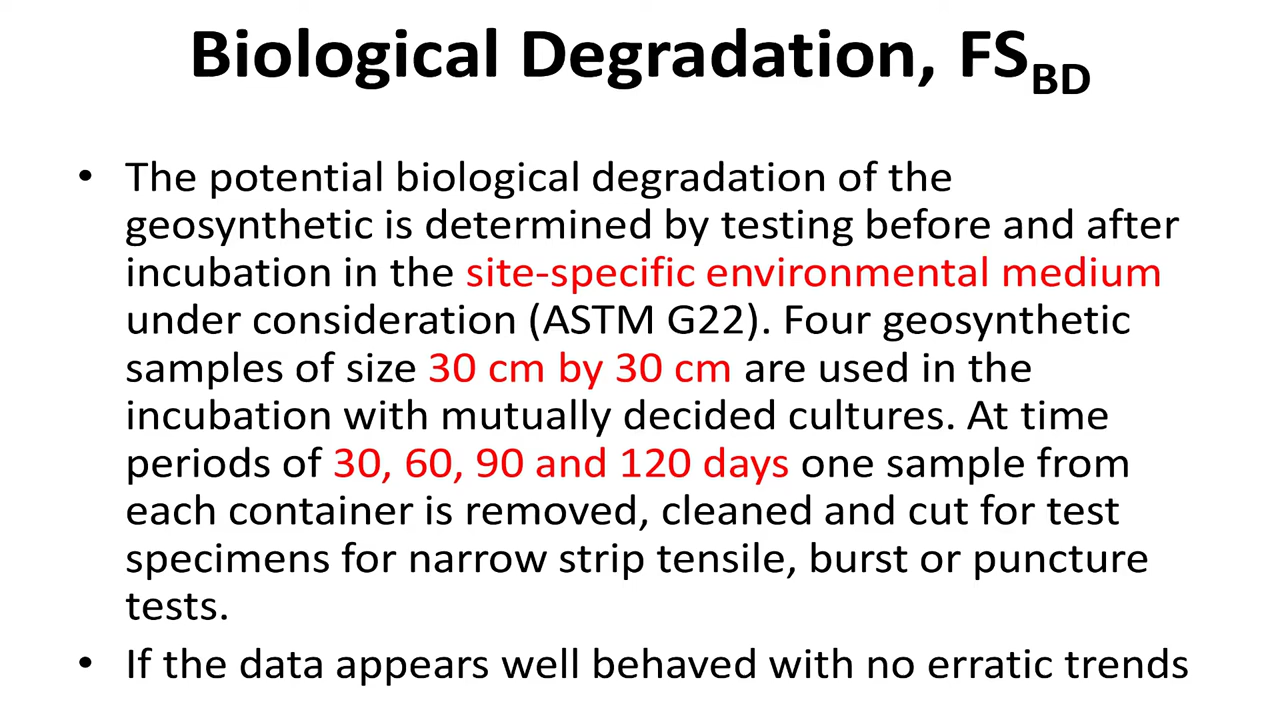 Biological Degradation, FSBD
• The potential biological degradation of the
geosynthetic is determined by testing before and after
incubation in the site-specific environmental medium
under consideration (ASTM G22). Four geosynthetic
samples of size 30 cm by 30 cm are used in the
incubation with mutually decided cultures. At time
periods of 30, 60, 90 and 120 days one sample from
each container is removed, cleaned and cut for test
specimens for narrow strip tensile, burst or puncture
tests.
• If the data appears well behaved with no erratic trends